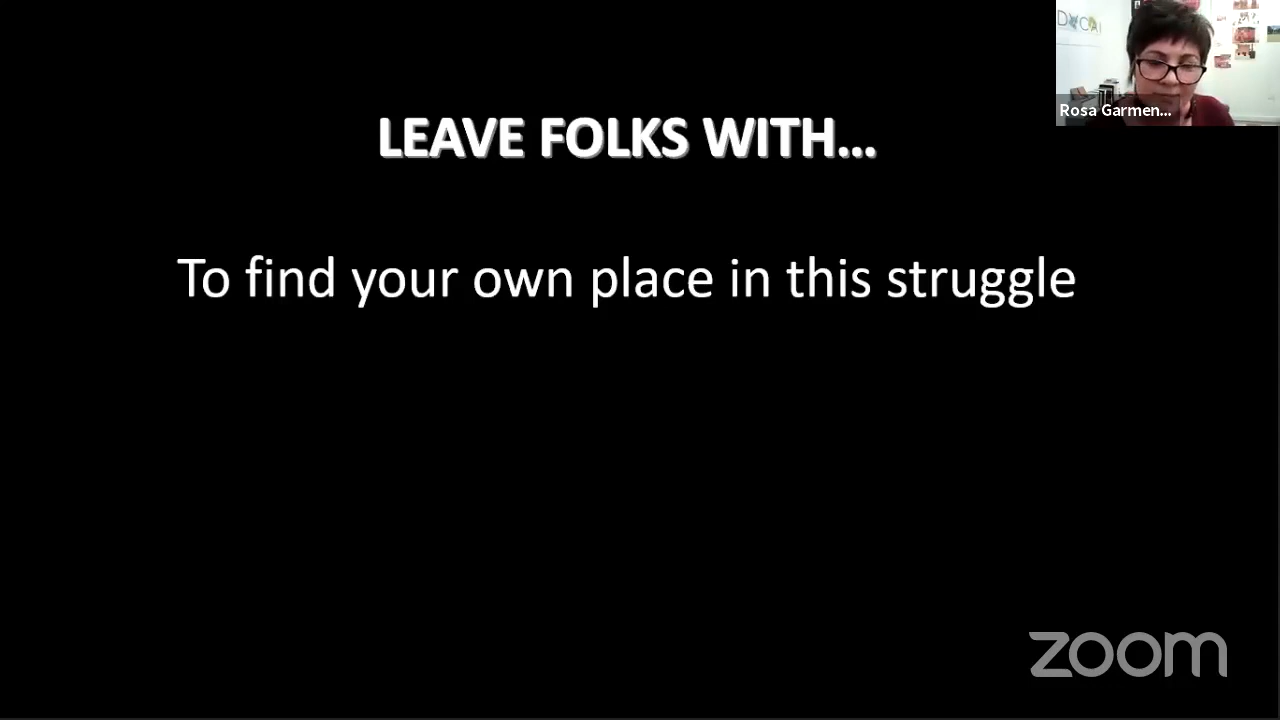 LEAVE FOLKS WITH...
To find your own place in this struggle
Rosa Garmen...
zoom